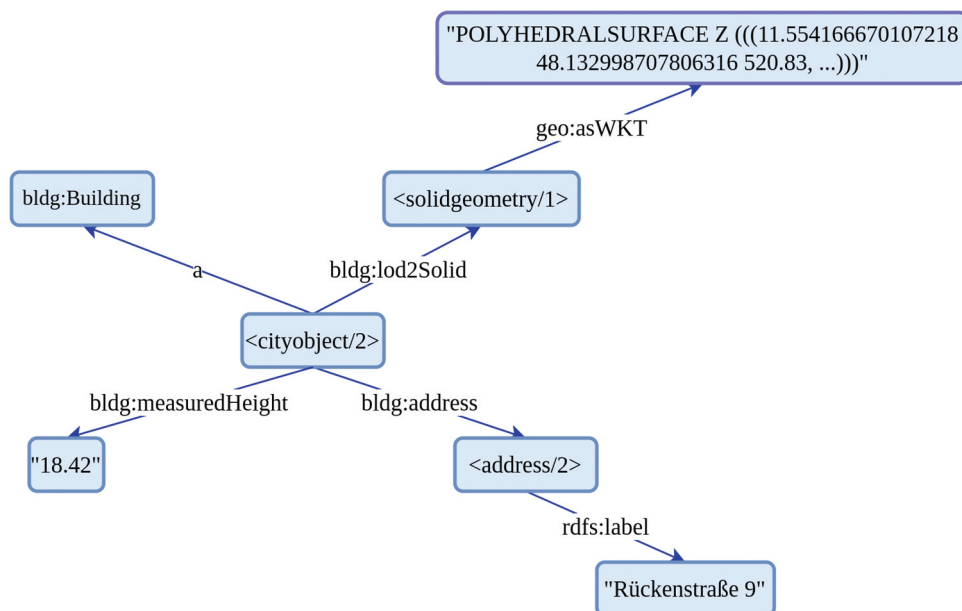 "POLYHEDRALSURFACE Z (((11.554166670107218
48.132998707806316 520.83, ...)))"
geo:asWKT
bldg:Building
<solidgeometry/1>
a
bldg:lod2Solid
<cityobject/2>
bldg:measuredHeight
bldg:address
"18.42"
<address/2>
rdfs:label
"Rückenstraße 9"